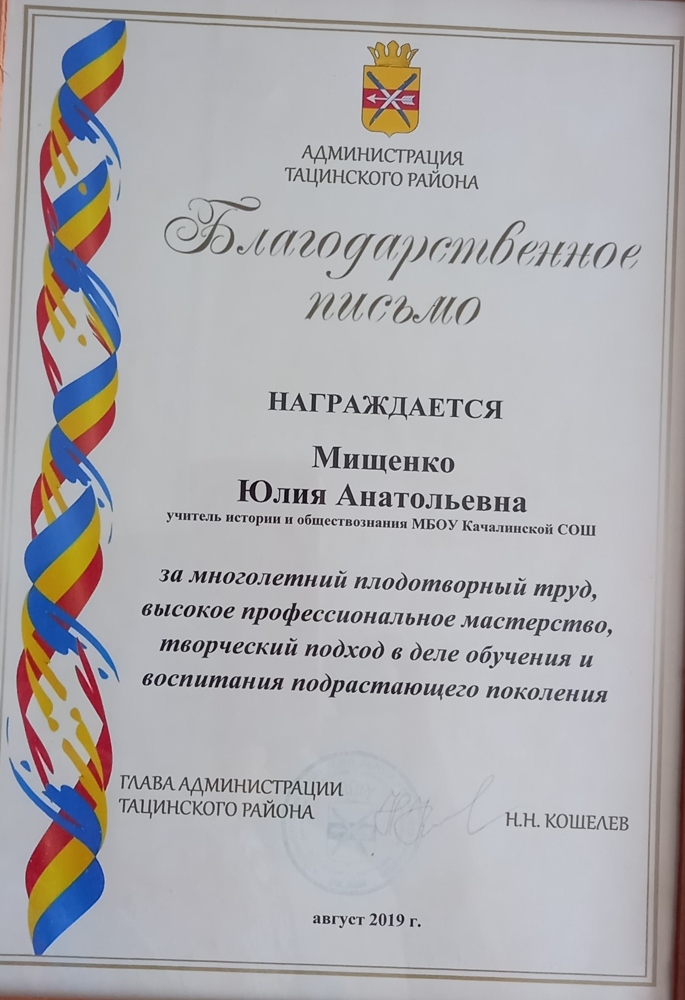 АДМИНИСТРАЦИЯ
ТАЦИНСКОГО РАЙОНА
Благодарственное
письмо
НАГРАЖДАЕТСЯ
Мищенко
Юлия Анатольевна
учитель истории и обществознания МБОУ Качалинской СОШ
за многолетний плодотворный труд,
высокое профессиональное мастерство,
творческий подход в деле обучения и
воспитания подрастающего поколения
ГЛАВА АДМИНИСТРАЦИИ
ТАЦИНСКОГО РАЙОНА
Н.Н. КОШЕЛЕВ
август 2019 г.